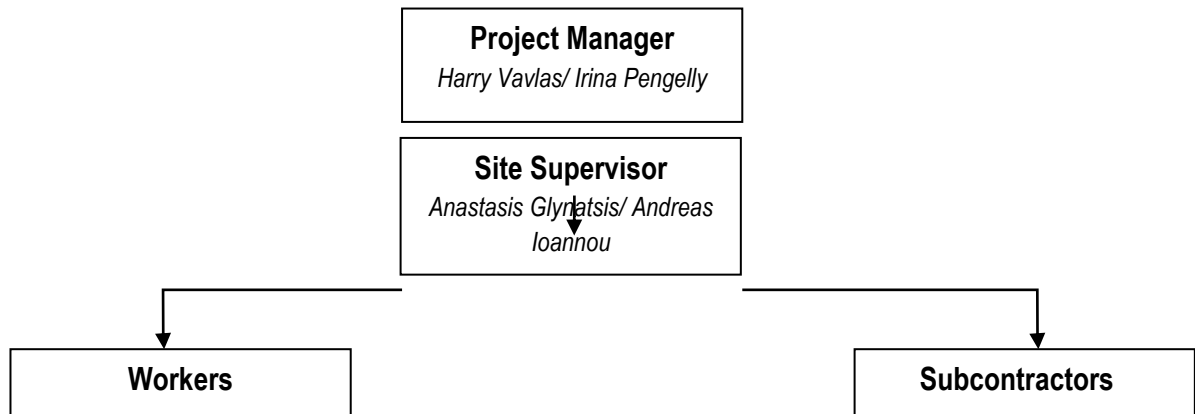 Project Manager
Harry Vavlas/ Irina Pengelly
Site Supervisor
Anastasis Glynatsis/ Andreas
Ioannou
Workers
Subcontractors